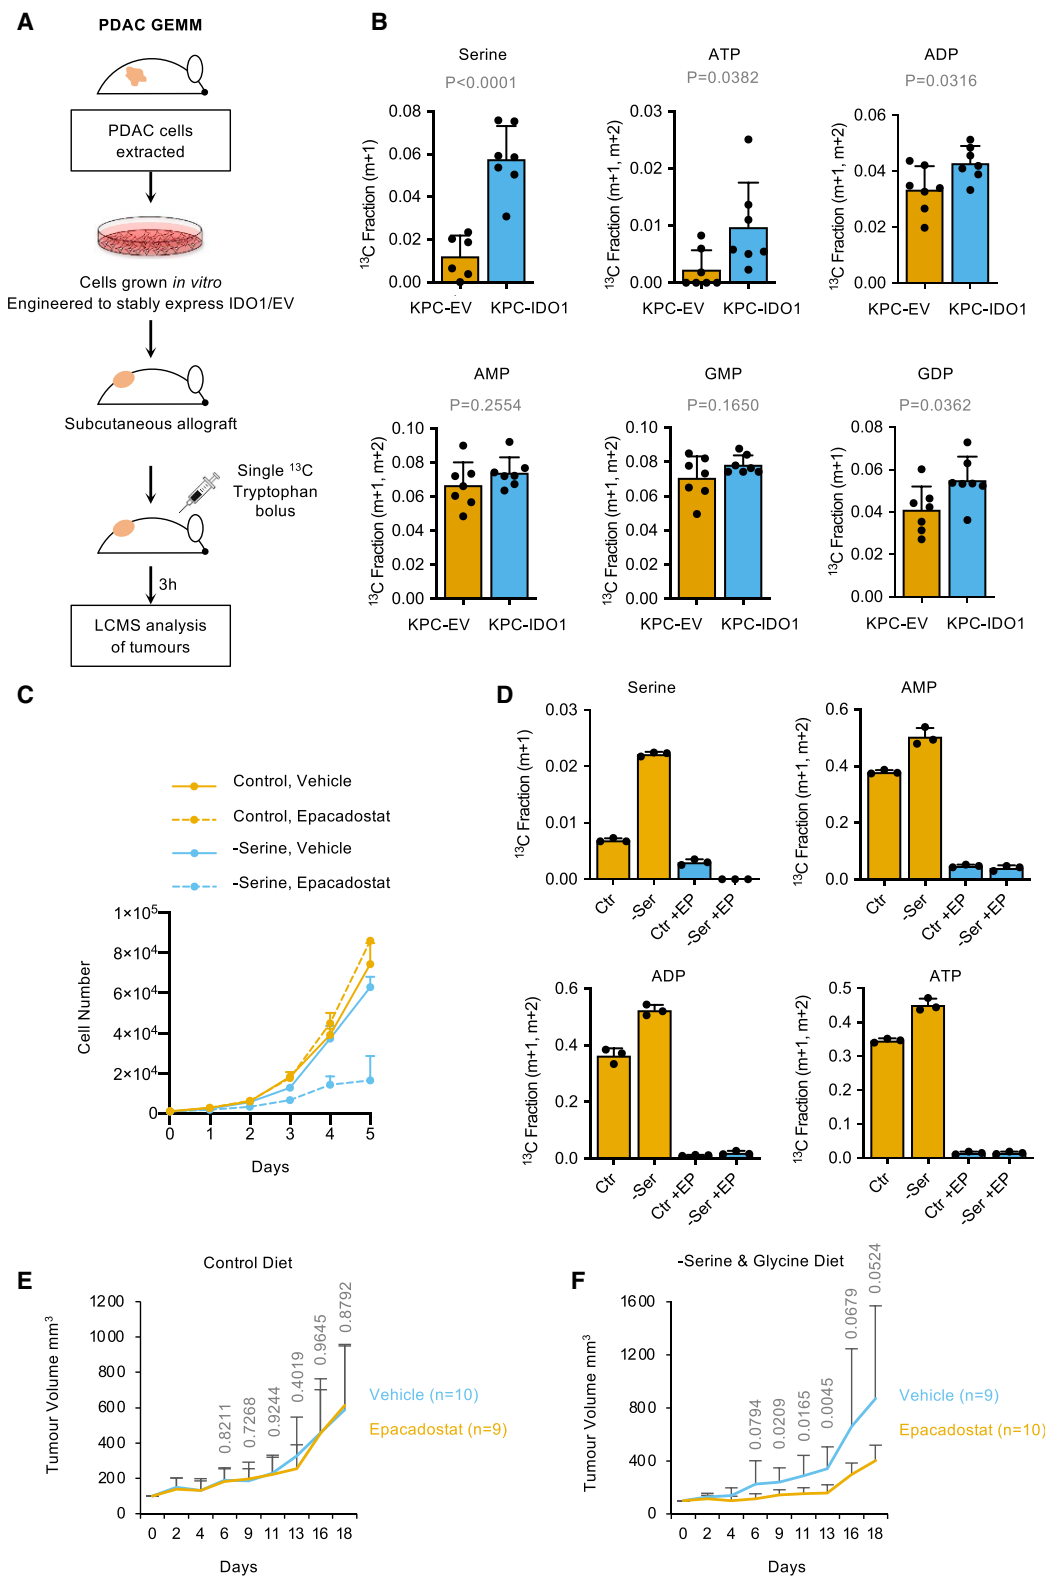 A
PDAC GEMM
PDAC cells
extracted
Cells grown in vitro
Engineered to stably express IDO1/EV
Subcutaneous allograft
Single ¹³C
Tryptophan
bolus
3h
LCMS analysis
of tumours
B
Serine
P<0.0001
¹³C Fraction (m+1)
0.08
0.06
0.04
0.02
0.00
KPC-EV KPC-IDO1
ATP
P=0.0382
¹³C Fraction (m+1, m+2)
0.03
0.02
0.01
0.00
KPC-EV KPC-IDO1
ADP
P=0.0316
¹³C Fraction (m+1, m+2)
0.06
0.04
0.02
0.00
KPC-EV KPC-IDO1
AMP
P=0.2554
¹³C Fraction (m+1, m+2)
0.10
0.08
0.06
0.04
0.02
0.00
KPC-EV KPC-IDO1
GMP
P=0.1650
¹³C Fraction (m+1, m+2)
0.10
0.08
0.06
0.04
0.02
0.00
KPC-EV KPC-IDO1
GDP
P=0.0362
¹³C Fraction (m+1)
0.08
0.06
0.04
0.02
0.00
KPC-EV KPC-IDO1
C
Control, Vehicle
Control, Epacadostat
-Serine, Vehicle
-Serine, Epacadostat
Cell Number
1×10⁵
8×10⁴
6×10⁴
4×10⁴
2×10⁴
0
0 1 2 3 4 5
Days
D
Serine
¹³C Fraction (m+1)
0.03
0.02
0.01
0.00
Ctr -Ser Ctr +EP -Ser +EP
AMP
¹³C Fraction (m+1, m+2)
0.6
0.4
0.2
0.0
Ctr -Ser Ctr +EP -Ser +EP
ADP
¹³C Fraction (m+1, m+2)
0.6
0.4
0.2
0.0
Ctr -Ser Ctr +EP -Ser +EP
ATP
¹³C Fraction (m+1, m+2)
0.5
0.4
0.3
0.2
0.1
0.0
Ctr -Ser Ctr +EP -Ser +EP
E
Control Diet
Tumour Volume mm³
1200
1000
800
600
400
200
0
0.8211
0.7268
0.9244
0.4019
0.9645
0.8792
Vehicle (n=10)
Epacadostat (n=9)
0 2 4 6 9 11 13 16 18
Days
F
-Serine & Glycine Diet
Tumour Volume mm³
1600
1200
800
400
0
0.0794
0.0209
0.0165
0.0045
0.0679
0.0524
Vehicle (n=9)
Epacadostat (n=10)
0 2 4 6 9 11 13 16 18
Days